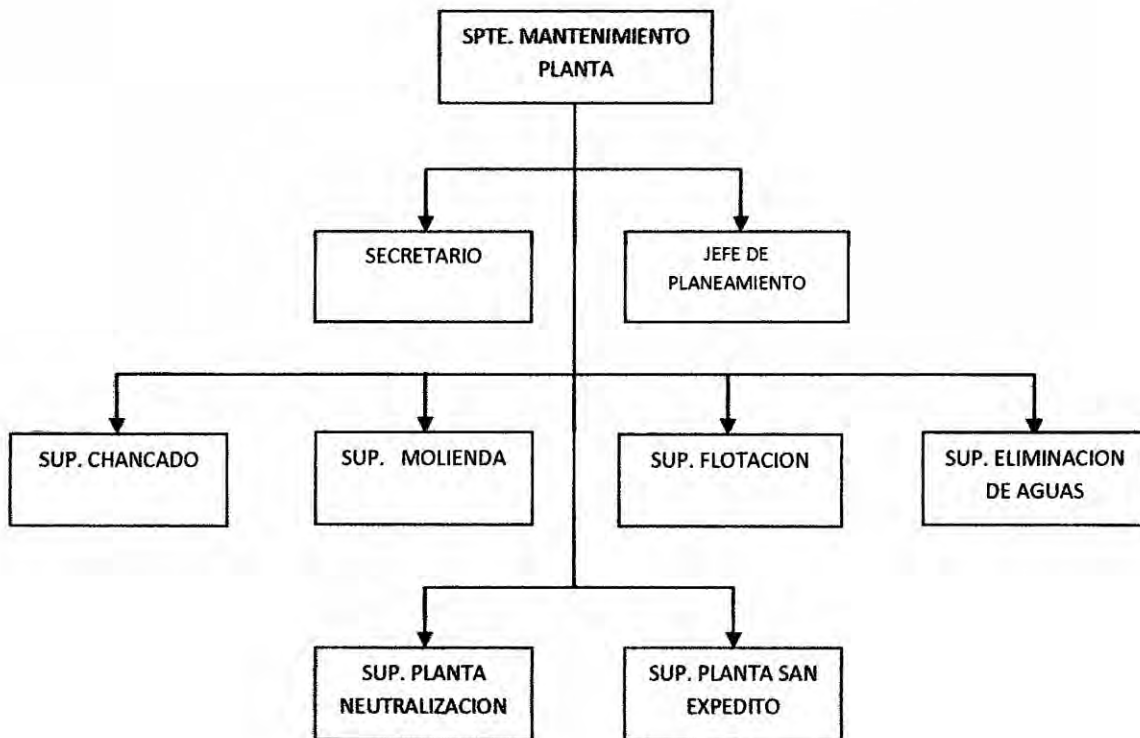 SPTE. MANTENIMIENTO
PLANTA
SECRETARIO
JEFE DE
PLANEAMIENTO
SUP. CHANCADO
SUP. MOLIENDA
SUP. FLOTACION
SUP. ELIMINACION
DE AGUAS
SUP. PLANTA
NEUTRALIZACION
SUP. PLANTA SAN
EXPEDITO